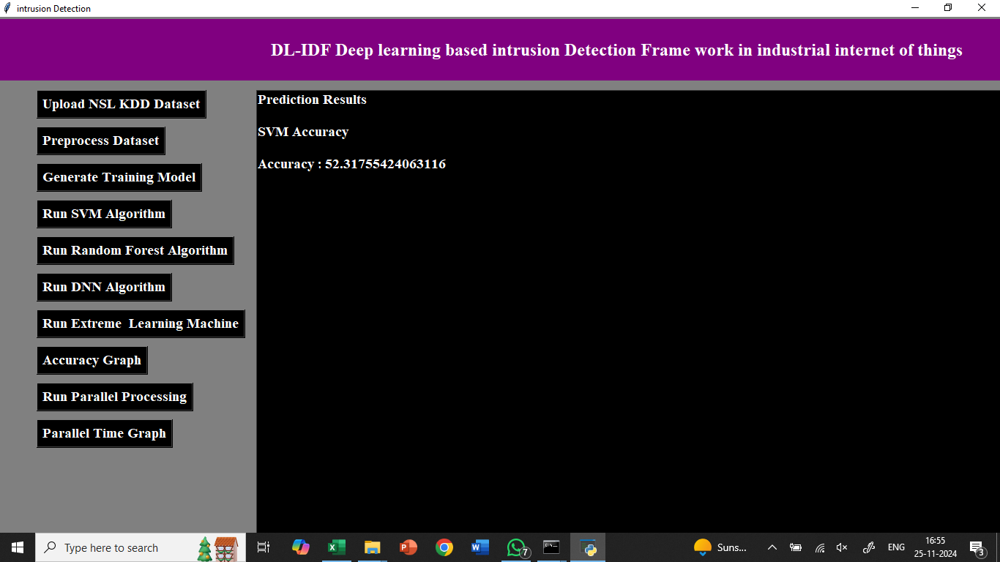 intrusion Detection
DL-IDF Deep learning based intrusion Detection Frame work in industrial internet of things
Upload NSL KDD Dataset
Preprocess Dataset
Generate Training Model
Run SVM Algorithm
Run Random Forest Algorithm
Run DNN Algorithm
Run Extreme  Learning Machine
Accuracy Graph
Run Parallel Processing
Parallel Time Graph
Prediction Results
SVM Accuracy
Accuracy : 52.31755424063116
Type here to search
7
Suns...
ENG
16:55
25-11-2024
3